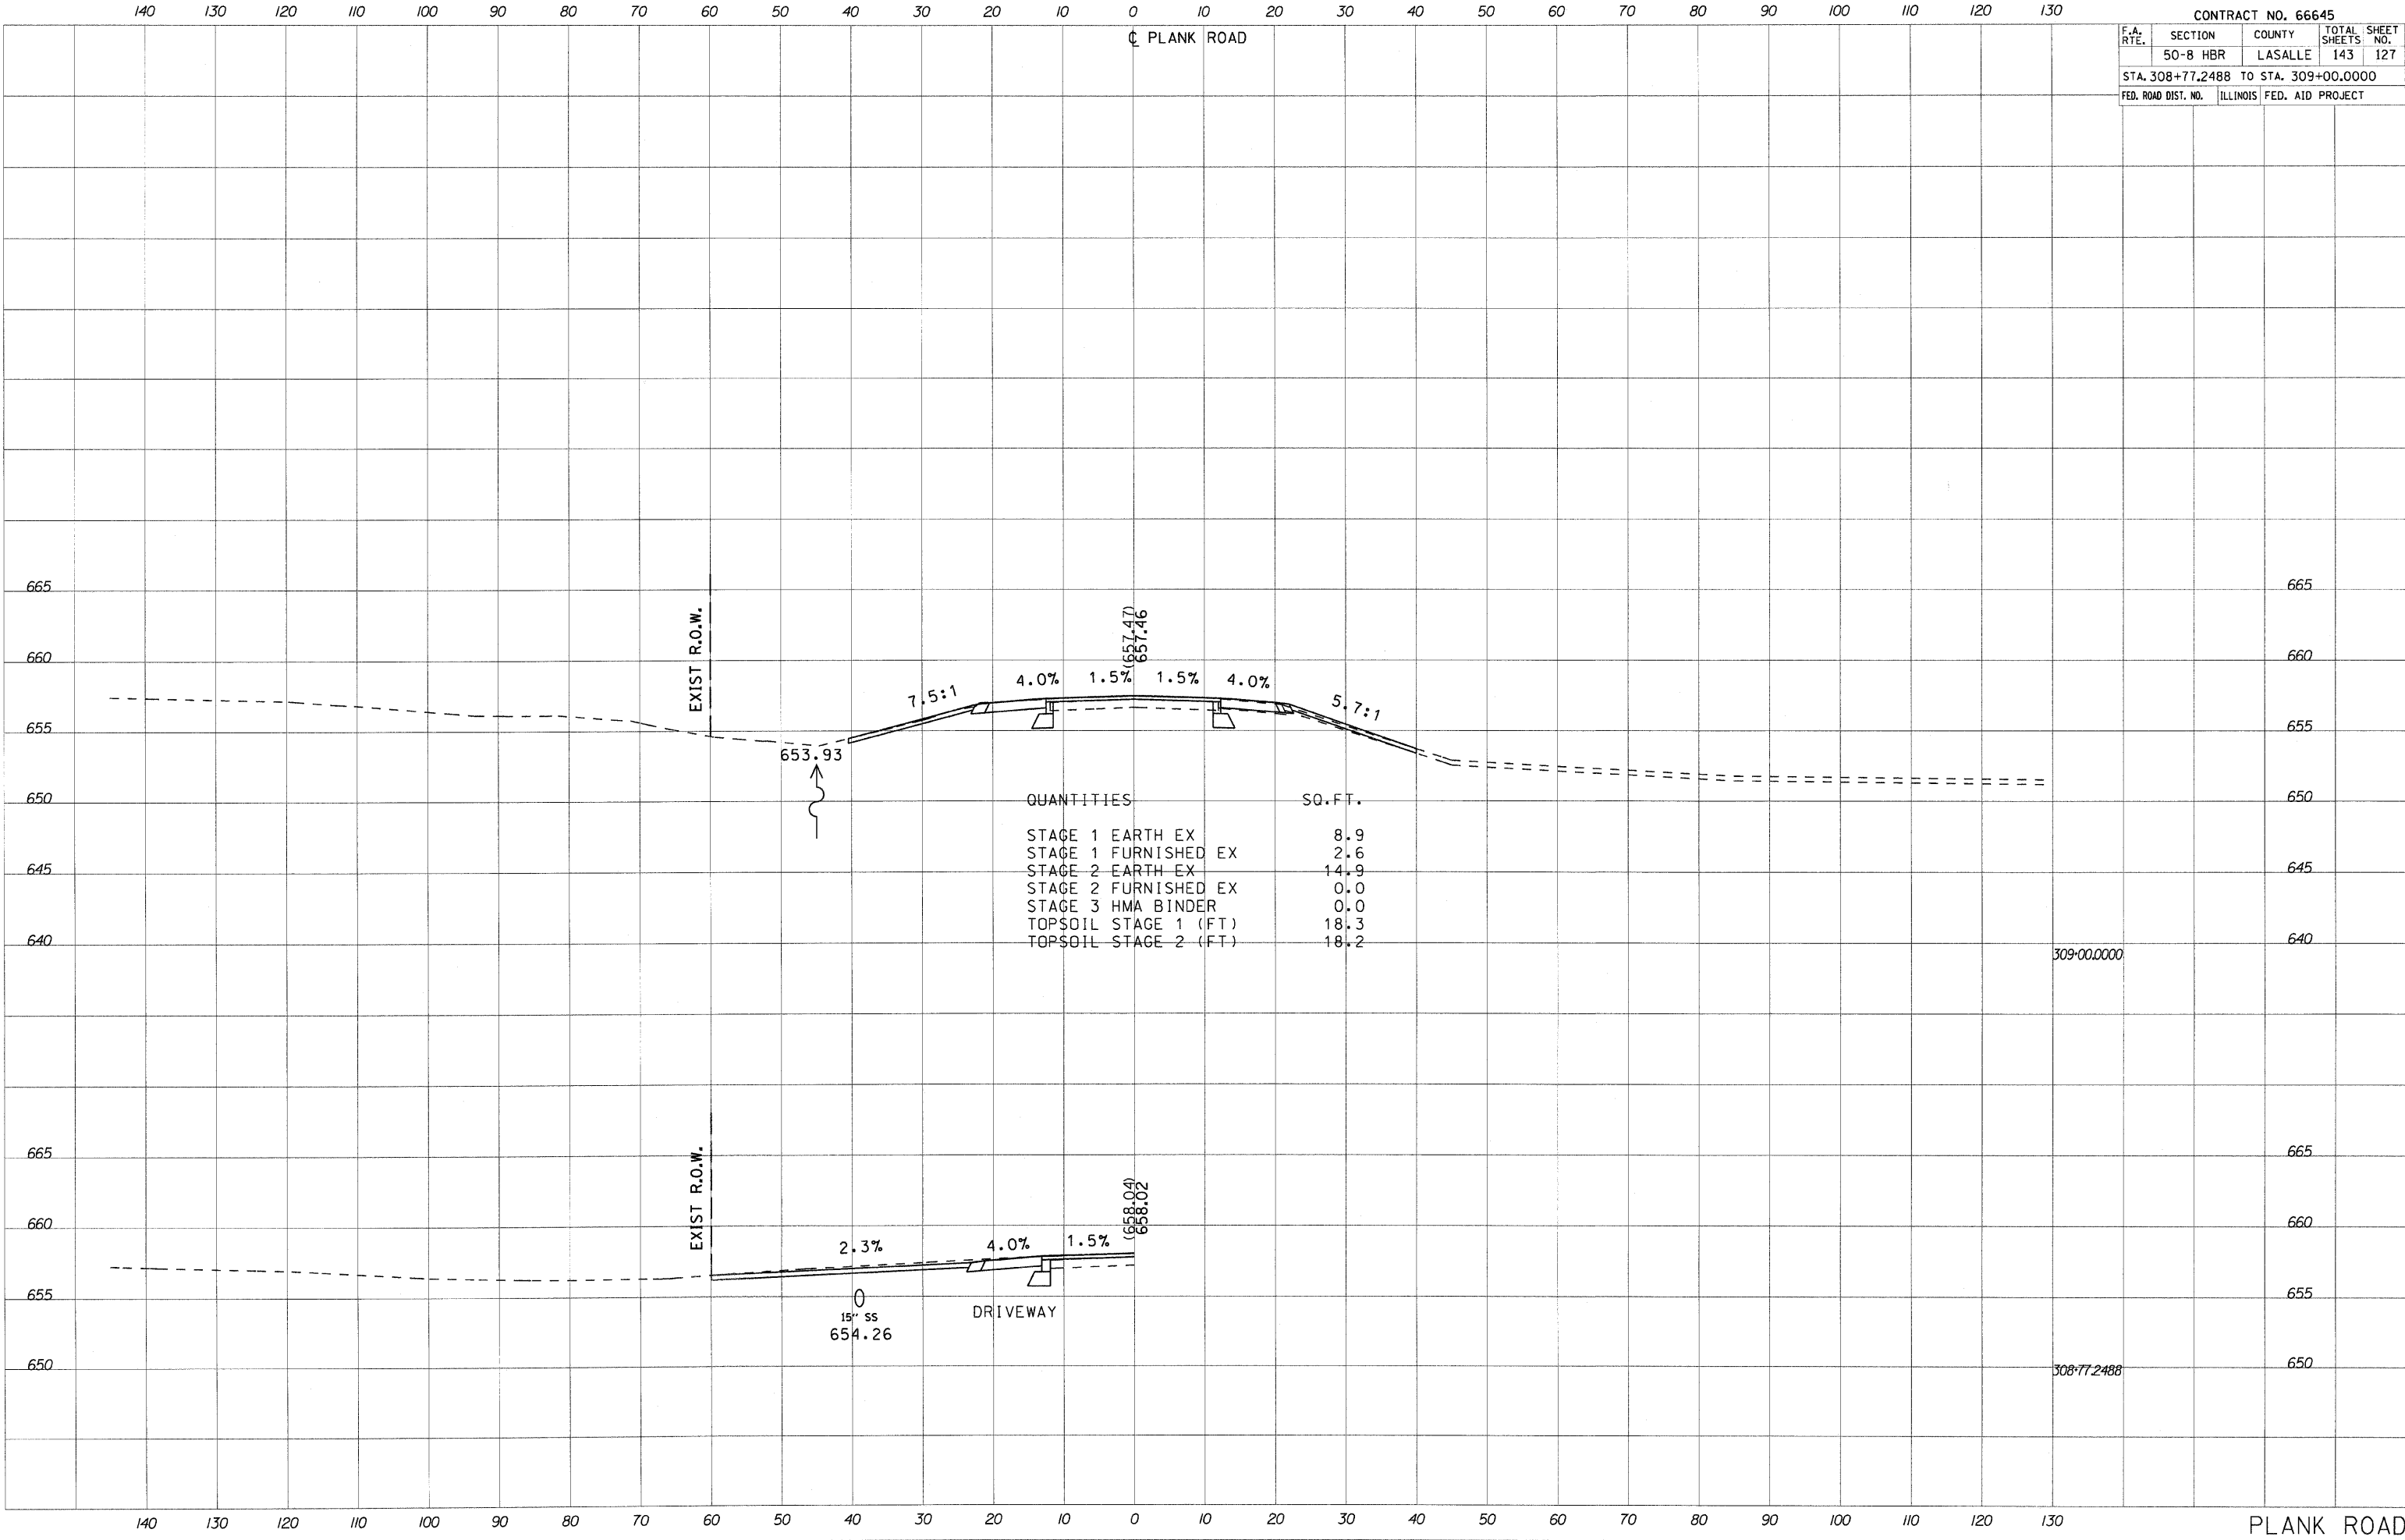 140 130 120 110 100 90 80 70 60 50 40 30 20 10 0 10 20 30 40 50 60 70 80 90 100 110 120 130
CONTRACT NO. 66645
F.A. RTE. SECTION COUNTY TOTAL SHEETS SHEET NO.
50-8 HBR LASALLE 143 127
STA. 308+77.2488 TO STA. 309+00.0000
FED. ROAD DIST. NO. ILLINOIS FED. AID PROJECT
℄ PLANK ROAD
665 665
EXIST R.O.W.
(657.47)
657.46
660 660
7.5:1 4.0% 1.5% 1.5% 4.0% 5.7:1
655 655
653.93
650 650
QUANTITIES SQ.FT.
STAGE 1 EARTH EX 8.9
STAGE 1 FURNISHED EX 2.6
STAGE 2 EARTH EX 14.9
STAGE 2 FURNISHED EX 0.0
STAGE 3 HMA BINDER 0.0
TOPSOIL STAGE 1 (FT) 18.3
TOPSOIL STAGE 2 (FT) 18.2
645 645
640 640
309+00.0000
665 665
EXIST R.O.W.
(658.04)
658.02
660 660
2.3% 4.0% 1.5%
655 655
15" SS
654.26
DRIVEWAY
650 650
308+77.2488
140 130 120 110 100 90 80 70 60 50 40 30 20 10 0 10 20 30 40 50 60 70 80 90 100 110 120 130
PLANK ROAD